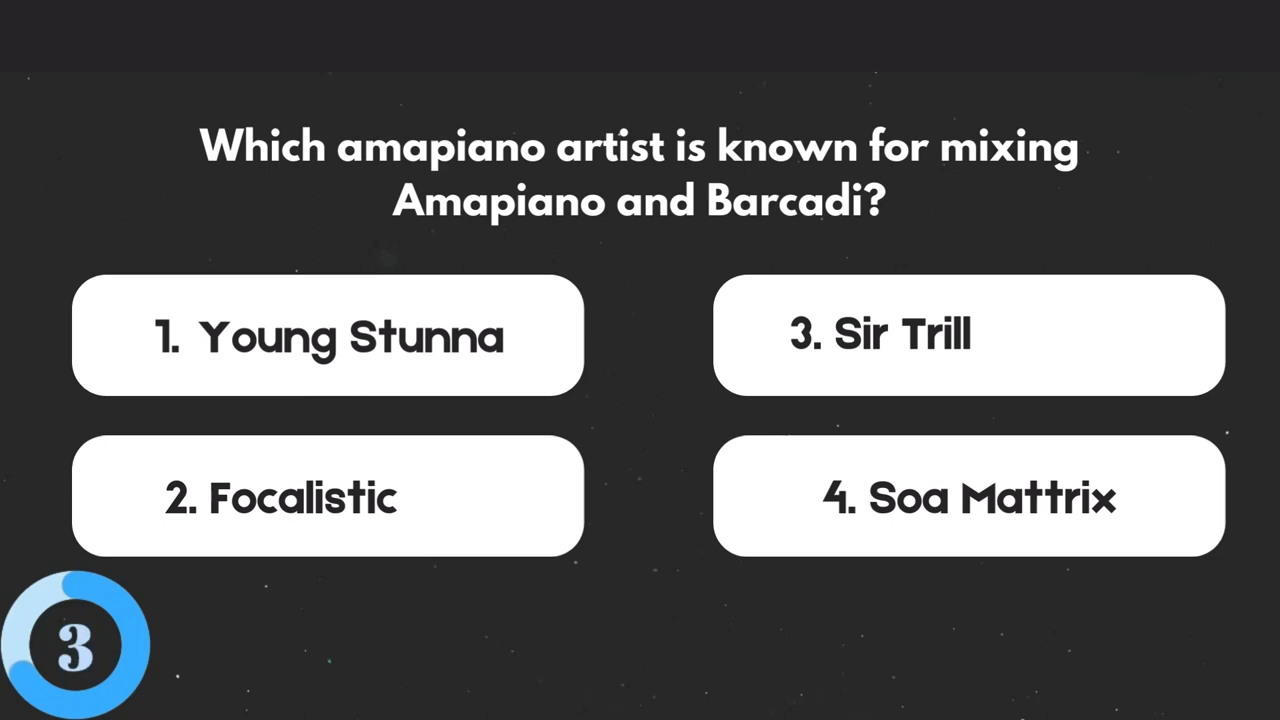 Which amapiano artist is known for mixing
Amapiano and Barcadi?
1. Young Stunna
3. Sir Trill
2. Focalistic
4. Soa Mattrix
3